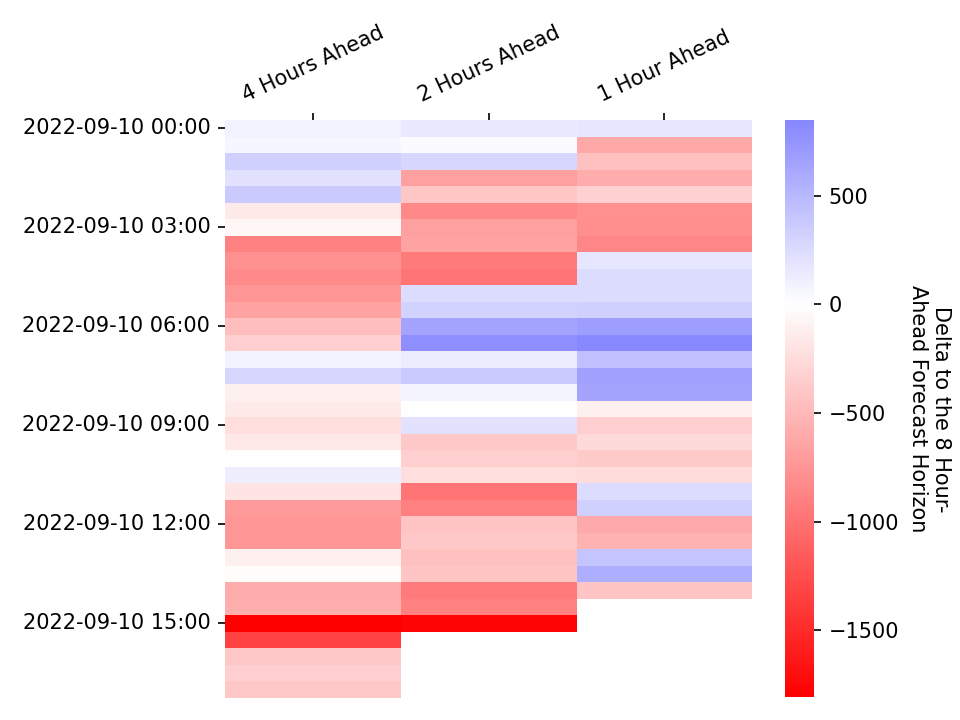 4 Hours Ahead
2 Hours Ahead
1 Hour Ahead
2022-09-10 00:00
2022-09-10 03:00
2022-09-10 06:00
2022-09-10 09:00
2022-09-10 12:00
2022-09-10 15:00
500
0
−500
−1000
−1500
Delta to the 8 Hour-
Ahead Forecast Horizon